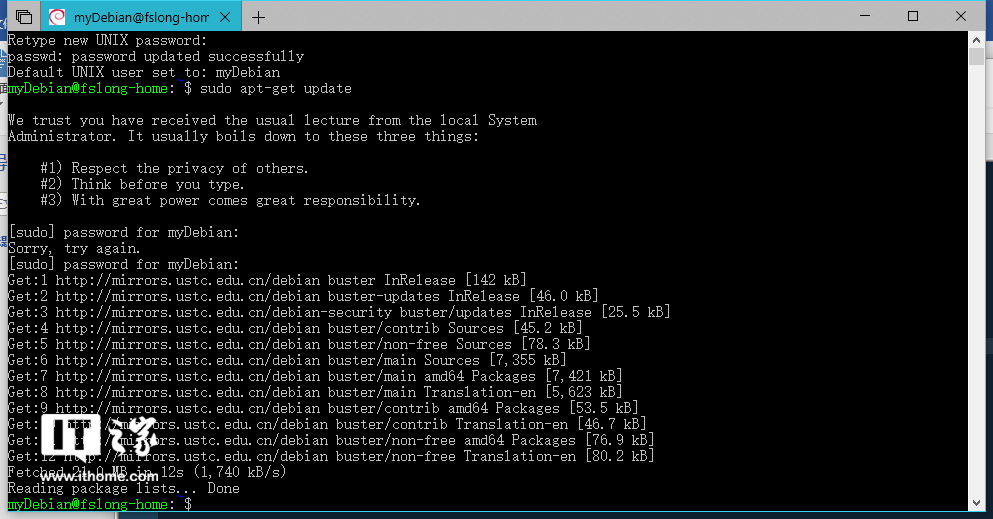 myDebian@fslong-hom
Retype new UNIX password:
passwd: password updated successfully
Default UNIX user set to: myDebian
myDebian@fslong-home:~$ sudo apt-get update
We trust you have received the usual lecture from the local System
Administrator. It usually boils down to these three things:
#1) Respect the privacy of others.
#2) Think before you type.
#3) With great power comes great responsibility.
[sudo] password for myDebian:
Sorry, try again.
[sudo] password for myDebian:
Get:1 http://mirrors.ustc.edu.cn/debian buster InRelease [142 kB]
Get:2 http://mirrors.ustc.edu.cn/debian buster-updates InRelease [46.0 kB]
Get:3 http://mirrors.ustc.edu.cn/debian-security buster/updates InRelease [25.5 kB]
Get:4 http://mirrors.ustc.edu.cn/debian buster/contrib Sources [45.2 kB]
Get:5 http://mirrors.ustc.edu.cn/debian buster/non-free Sources [78.3 kB]
Get:6 http://mirrors.ustc.edu.cn/debian buster/main Sources [7,355 kB]
Get:7 http://mirrors.ustc.edu.cn/debian buster/main amd64 Packages [7,421 kB]
Get:8 http://mirrors.ustc.edu.cn/debian buster/main Translation-en [5,623 kB]
Get:9 http://mirrors.ustc.edu.cn/debian buster/contrib amd64 Packages [53.5 kB]
Get: http://mirrors.ustc.edu.cn/debian buster/contrib Translation-en [46.7 kB]
Get: mirrors.ustc.edu.cn/debian buster/non-free amd64 Packages [76.9 kB]
Get:12 http://mirrors.ustc.edu.cn/debian buster/non-free Translation-en [80.2 kB]
Fetched 21.0 MB in 12s (1,740 kB/s)
Reading package lists... Done
myDebian@fslong-home:~$
IT
www.ithome.com